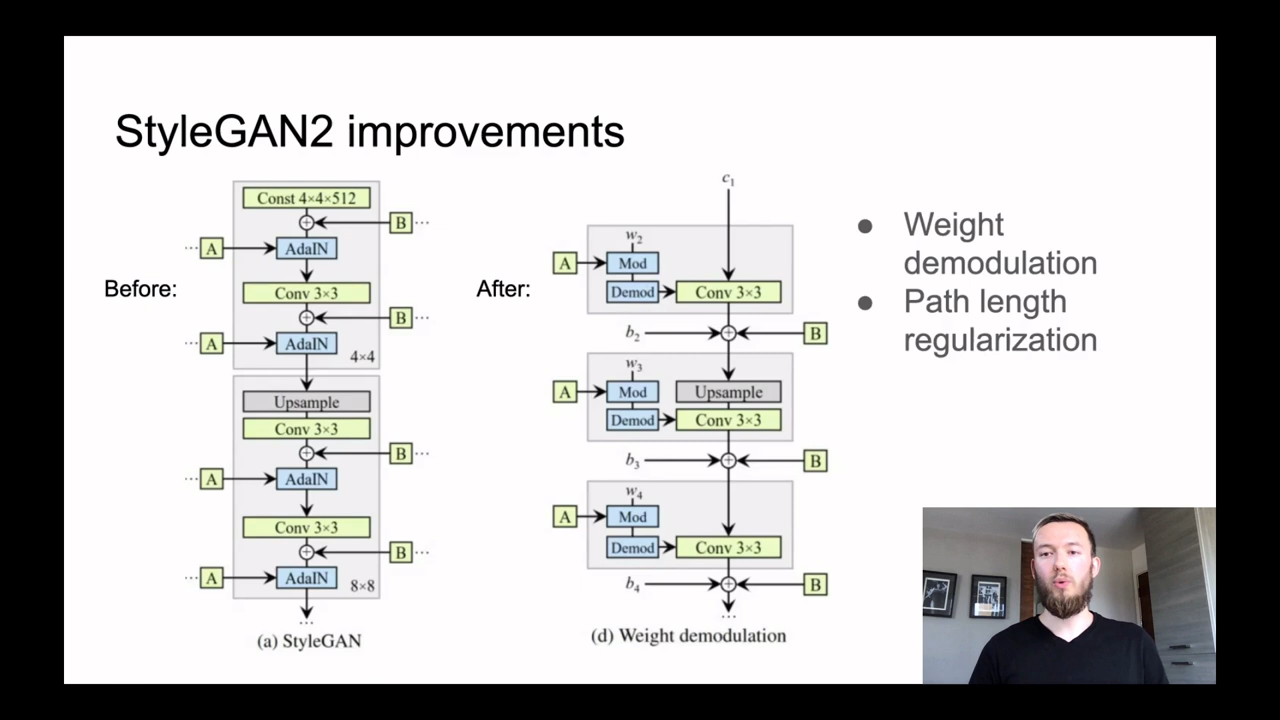 StyleGAN2 improvements
Before:
Const 4×4×512
B ...
... A
AdaIN
Conv 3×3
B ...
... A
AdaIN
4×4
Upsample
Conv 3×3
B ...
... A
AdaIN
Conv 3×3
B ...
... A
AdaIN
8×8
...
(a) StyleGAN
After:
c1
w2
A
Mod
Demod
Conv 3×3
b2
B
w3
A
Mod
Upsample
Demod
Conv 3×3
b3
B
w4
A
Mod
Demod
Conv 3×3
b4
B
...
(d) Weight demodulation
● Weight
demodulation
● Path length
regularization